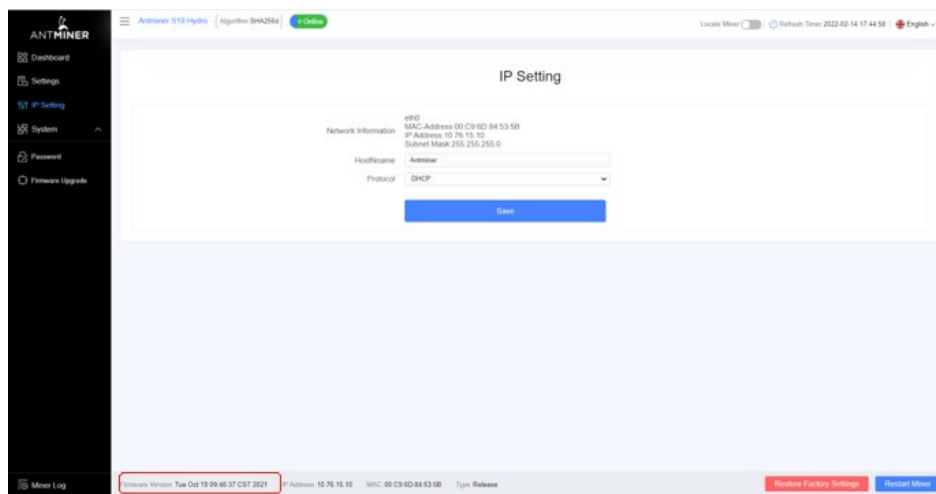 ANTMINER
Antminer S19 Hydro
Algorithm SHA256d
Online
Locate Miner
Refresh Time 2022-02-14 17:44:58
English
Dashboard
Settings
IP Setting
System
Password
Firmware Upgrade
IP Setting
Network Information
eth0
MAC-Address:00:C9:6D:84:53:5B
IP Address:10.76.15.10
Subnet Mask:255.255.255.0
HostNname
Antminer
Protocol
DHCP
Save
Miner Log
Firmware Version Tue Oct 19 09:46:37 CST 2021
IP Address 10.76.15.10
MAC 00:C9:6D:84:53:5B
Type Release
Restore Factory Settings
Restart Miner